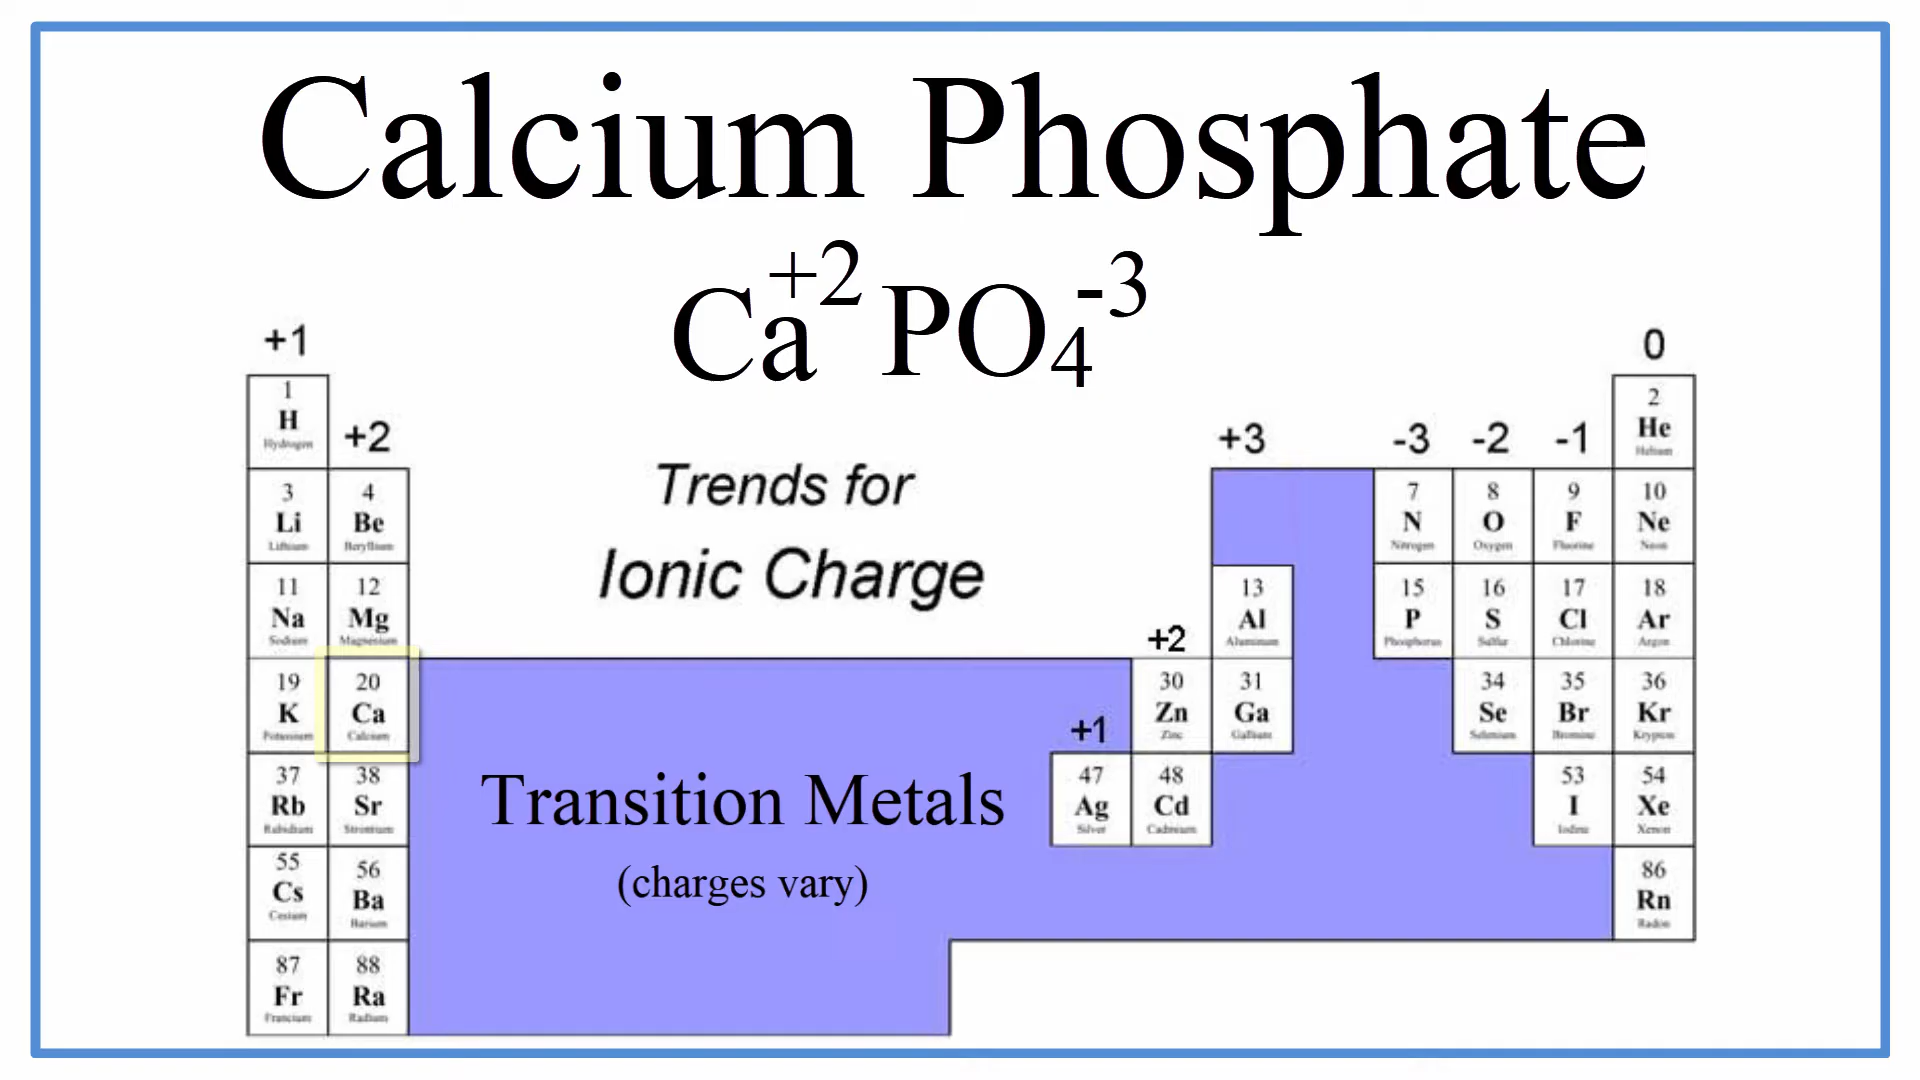 Calcium Phosphate
Ca+2 PO4-3
+1 0
+2 +3 -3 -2 -1
Trends for
Ionic Charge
+2
+1
1
H
Hydrogen
2
He
Helium
3
Li
Lithium
4
Be
Beryllium
7
N
Nitrogen
8
O
Oxygen
9
F
Fluorine
10
Ne
Neon
11
Na
Sodium
12
Mg
Magnesium
13
Al
Aluminum
15
P
Phosphorus
16
S
Sulfur
17
Cl
Chlorine
18
Ar
Argon
19
K
Potassium
20
Ca
Calcium
30
Zn
Zinc
31
Ga
Gallium
34
Se
Selenium
35
Br
Bromine
36
Kr
Krypton
37
Rb
Rubidium
38
Sr
Strontium
Transition Metals
(charges vary)
47
Ag
Silver
48
Cd
Cadmium
53
I
Iodine
54
Xe
Xenon
55
Cs
Cesium
56
Ba
Barium
86
Rn
Radon
87
Fr
Francium
88
Ra
Radium